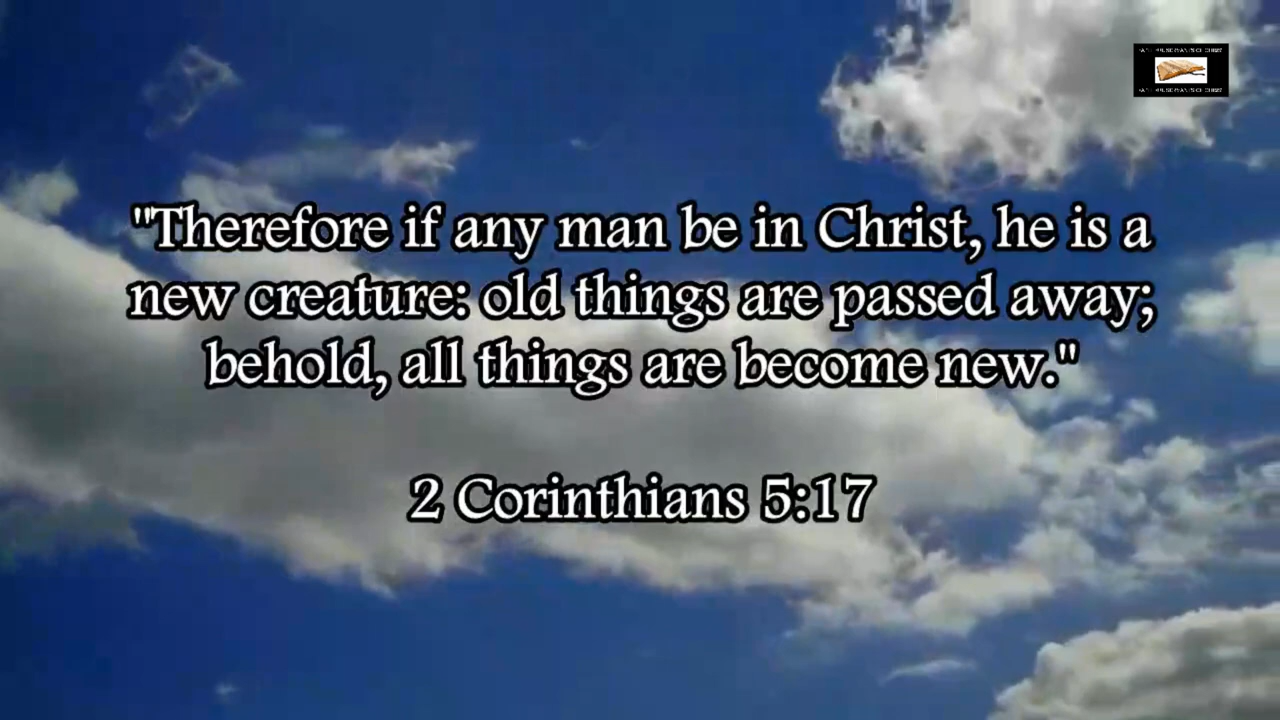 "Therefore if any man be in Christ, he is a
new creature: old things are passed away;
behold, all things are become new."
2 Corinthians 5:17